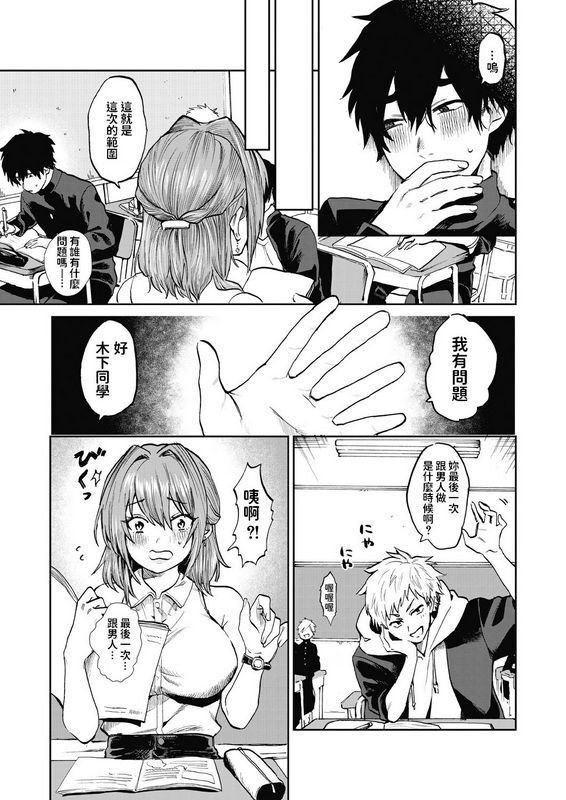 …嗚
這就是
這次的範圍
有誰有什麼
問題嗎——
我有問題
好
木下同學
妳最後一次
跟男人做
是什麼時候啊？
にゃ
にゃ
喔喔喔
咦啊?!
びくっ
最後一次…
跟男人…